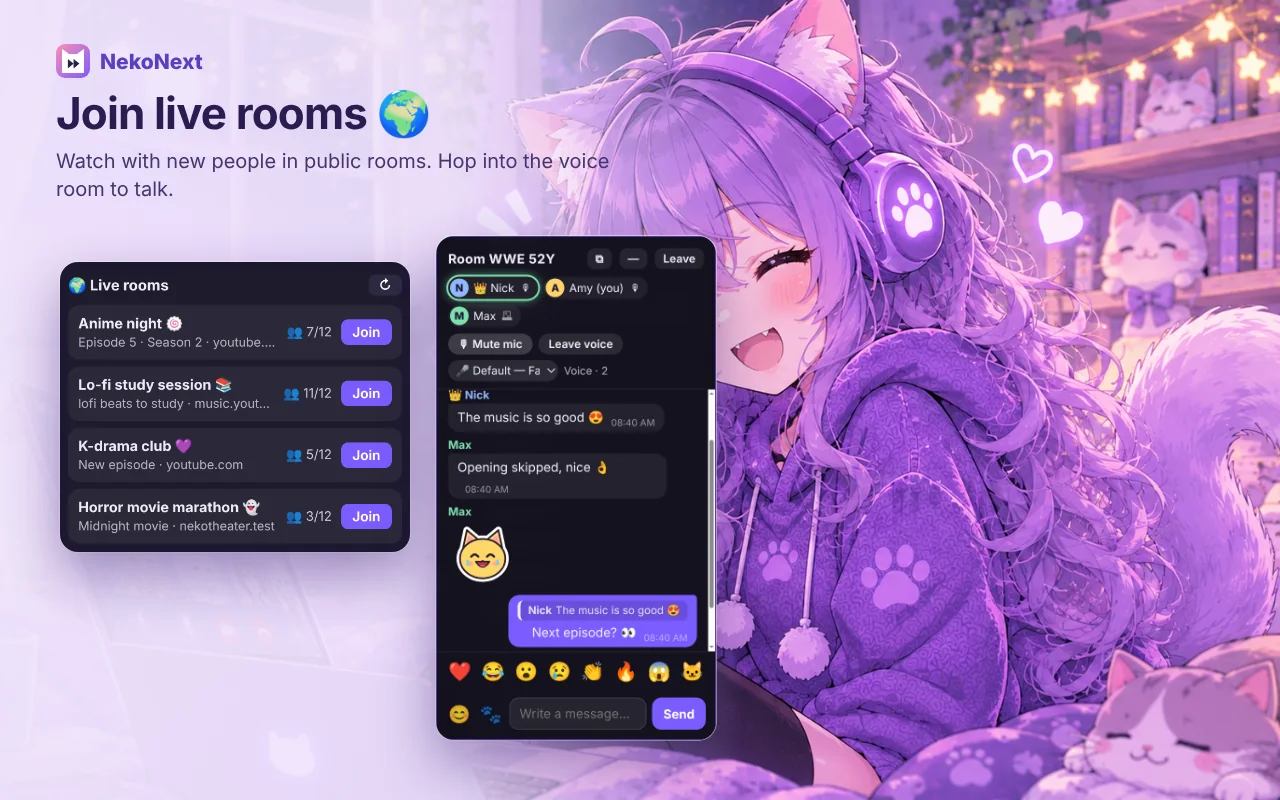 NekoNext
Join live rooms 🌍
Watch with new people in public rooms. Hop into the voice
room to talk.
🌍 Live rooms
Anime night 🍥
Episode 5 · Season 2 · youtube....
👥 7/12
Join
Lo-fi study session 📚
lofi beats to study · music.yout...
👥 11/12
Join
K-drama club 💜
New episode · youtube.com
👥 5/12
Join
Horror movie marathon 👻
Midnight movie · nekotheater.test
👥 3/12
Join
Room WWE 52Y
Leave
N 👑 Nick 🎙
A Amy (you) 🎙
M Max 💻
🎙 Mute mic
Leave voice
🎤 Default — Fa
Voice · 2
👑 Nick
The music is so good 😍 08:40 AM
Max
Opening skipped, nice 👌
08:40 AM
Max
Nick The music is so good 😍
Next episode? 👀 08:40 AM
❤️ 😂 😮 😢 👏 🔥 😱 🐱
😊 🐾 Write a message...
Send